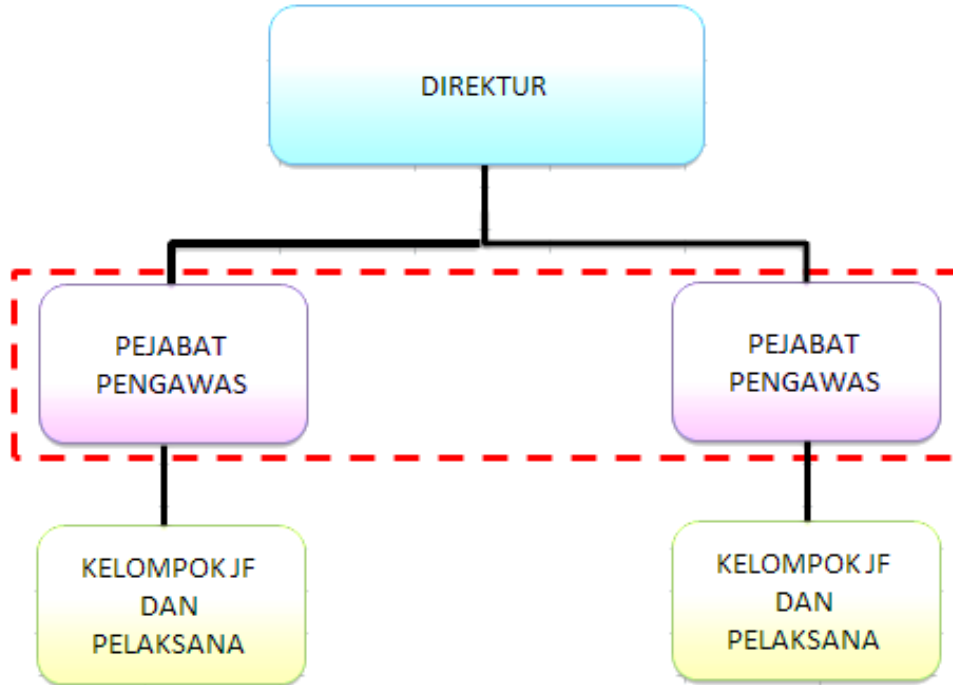 DIREKTUR
PEJABAT
PENGAWAS
PEJABAT
PENGAWAS
KELOMPOK JF
DAN
PELAKSANA
KELOMPOK JF
DAN
PELAKSANA